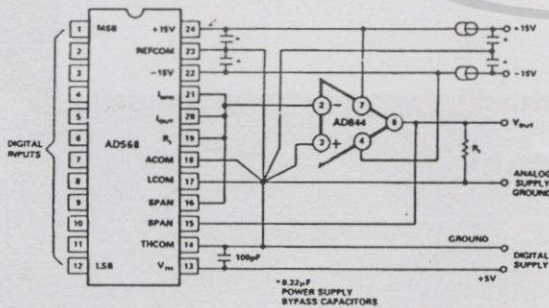 1 MSB +15V 24
2 REFCOM 23
3 -15V 22
4 21
5 IOUT 20
6 19
7 ACOM 18
8 LCOM 17
9 SPAN 16
10 SPAN 15
11 THCOM 14
12 LSB VTH 13
AD568
DIGITAL
INPUTS
100pF
*
*
*
*
2 -
3 +
7
4
6
AD844
+15V
-15V
VOUT
RL
ANALOG
SUPPLY
GROUND
GROUND
DIGITAL
SUPPLY
+5V
*0.22µF
POWER SUPPLY
BYPASS CAPACITORS